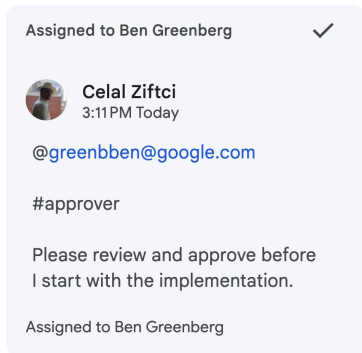 Assigned to Ben Greenberg
Celal Ziftci
3:11 PM Today
@greenbben@google.com
#approver
Please review and approve before
I start with the implementation.
Assigned to Ben Greenberg